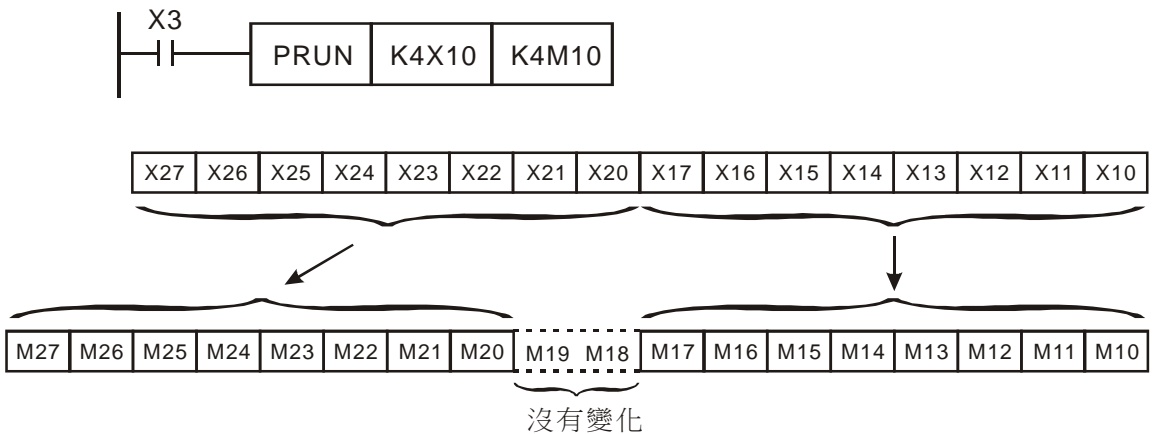 X3
PRUN K4X10 K4M10
X27 X26 X25 X24 X23 X22 X21 X20 X17 X16 X15 X14 X13 X12 X11 X10
M27 M26 M25 M24 M23 M22 M21 M20 M19 M18 M17 M16 M15 M14 M13 M12 M11 M10
沒有變化